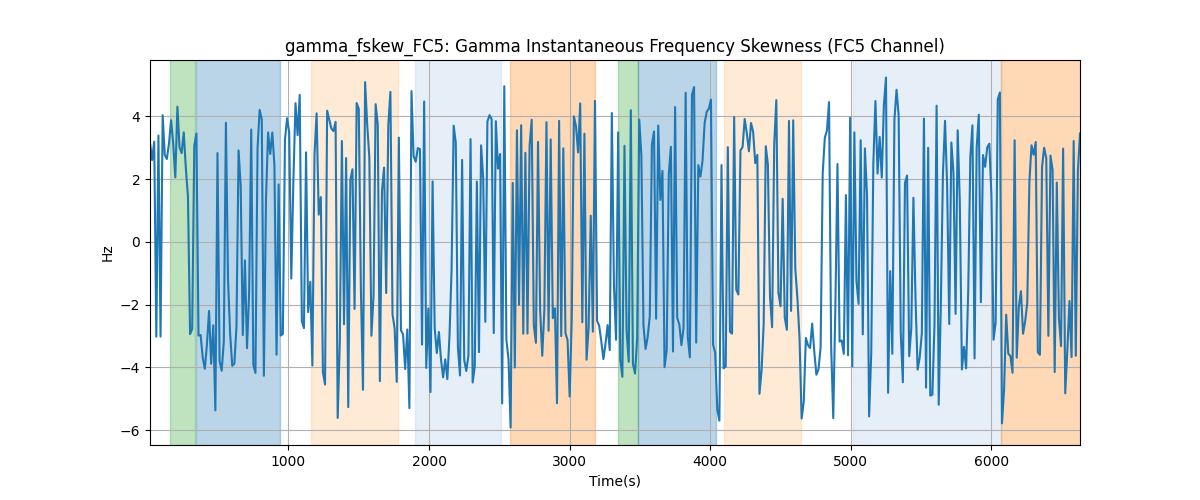 gamma_fskew_FC5: Gamma Instantaneous Frequency Skewness (FC5 Channel)
4
2
0
−2
−4
−6
Hz
1000 2000 3000 4000 5000 6000
Time(s)